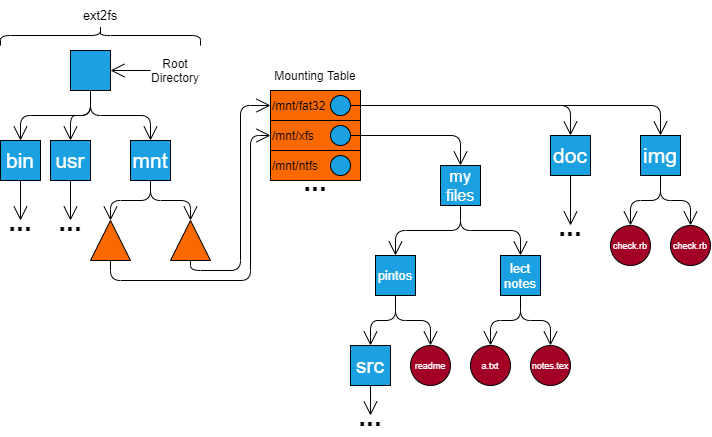 ext2fs
Root
Directory
Mounting Table
/mnt/fat32
/mnt/xfs
/mnt/ntfs
...
bin
usr
mnt
...
...
doc
img
...
my
files
check.rb
check.rb
pintos
lect
notes
src
readme
a.txt
notes.tex
...